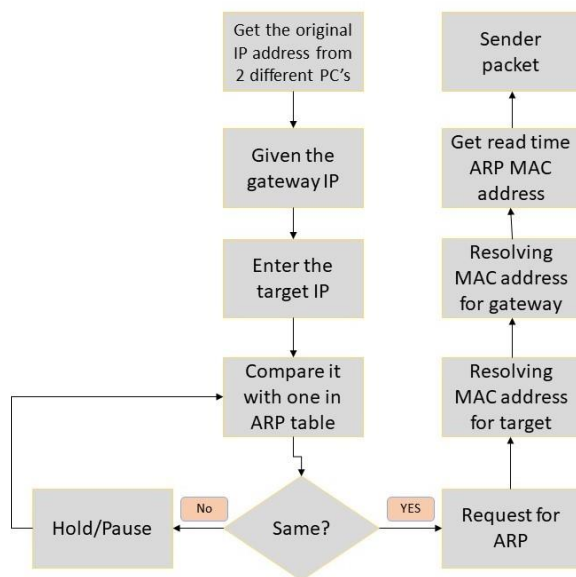 Get the original
IP address from
2 different PC's
Given the
gateway IP
Enter the
target IP
Compare it
with one in
ARP table
Same?
No
Hold/Pause
YES
Request for
ARP
Resolving
MAC address
for target
Resolving
MAC address
for gateway
Get read time
ARP MAC
address
Sender
packet